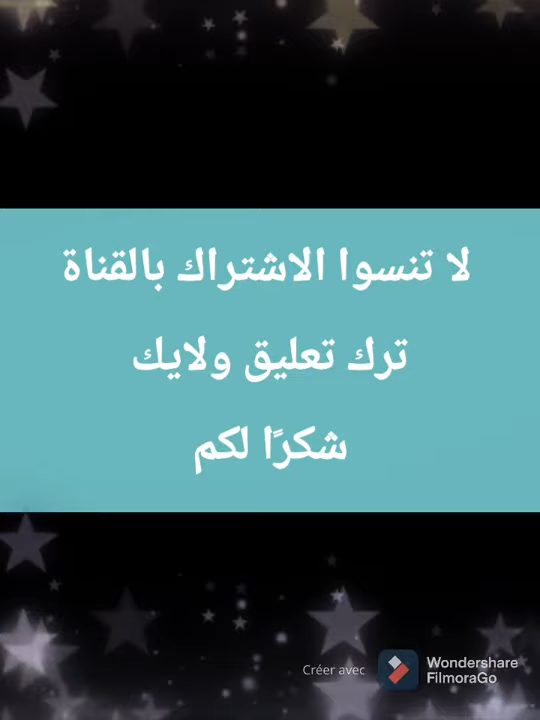 لا تنسوا الاشتراك بالقناة
ترك تعليق ولايك
شكرًا لكم
Créer avec
Wondershare
FilmoraGo